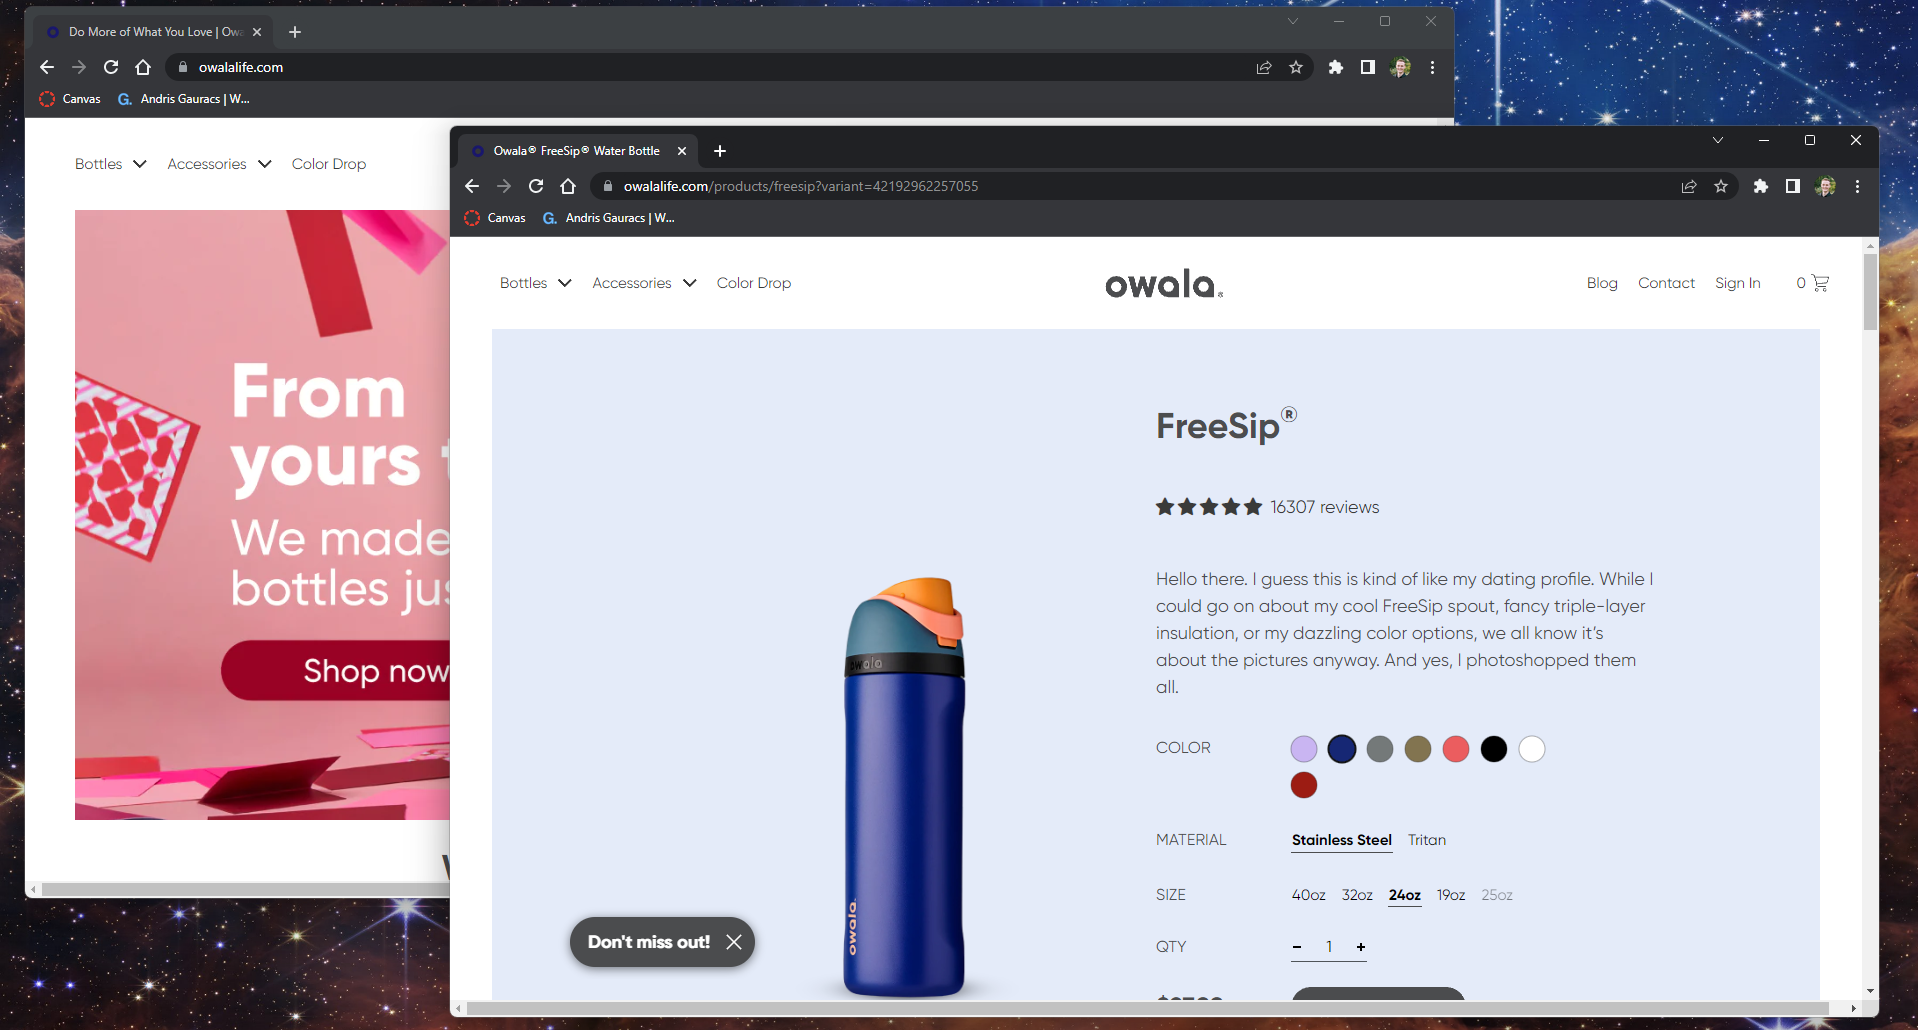 Do More of What You Love | Owa
owalalife.com
Canvas
Andris Gauracs | W...
Bottles
Accessories
Color Drop
From
yours
We made
bottles
Shop now
Owala® FreeSip® Water Bottle
owalalife.com/products/freesip?variant=42192962257055
Canvas
Andris Gauracs | W...
Bottles
Accessories
Color Drop
owala®
Blog
Contact
Sign In
0
FreeSip®
16307 reviews
Hello there. I guess this is kind of like my dating profile. While I
could go on about my cool FreeSip spout, fancy triple-layer
insulation, or my dazzling color options, we all know it's
about the pictures anyway. And yes, I photoshopped them
all.
COLOR
MATERIAL
Stainless Steel
Tritan
SIZE
40oz
32oz
24oz
19oz
25oz
QTY
- 1 +
owala
owala
Don't miss out!